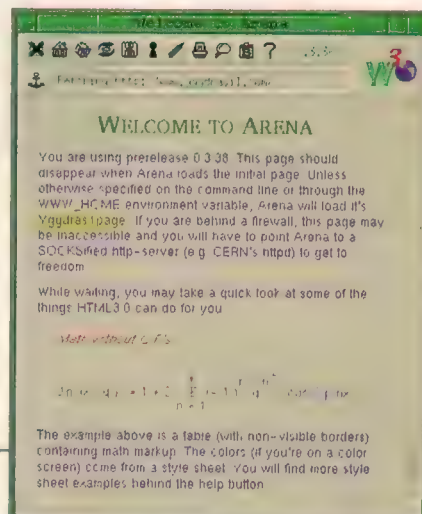 Welcome to Arena
WELCOME TO ARENA
You are using prerelease 0.3.38. This page should
disappear when Arena loads the initial page. Unless
otherwise specified on the command line or through the
WWW_HOME environment variable, Arena will load it's
page. If you are behind a firewall, this page may
be inaccessible and you will have to point Arena to a
SOCKSified http-server (e.g. CERN's httpd) to get to
freedom
While waiting, you may take a quick look at some of the
things HTML3.0 can do for you
Math without GIFs
The example above is a table (with non-visible borders)
containing math markup. The colors (if you're on a color
screen) come from a style sheet. You will find more style
sheet examples behind the help button